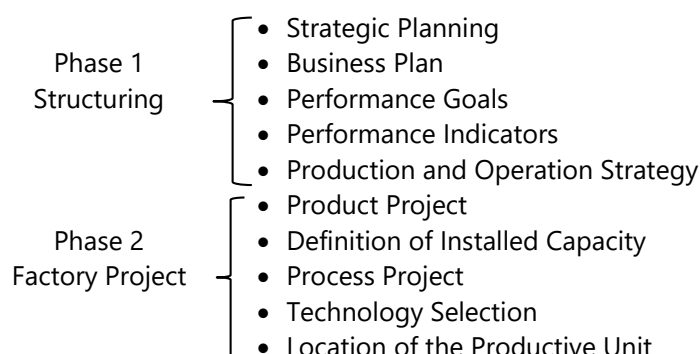 Phase 1
Structuring
• Strategic Planning
• Business Plan
• Performance Goals
• Performance Indicators
• Production and Operation Strategy
Phase 2
Factory Project
• Product Project
• Definition of Installed Capacity
• Process Project
• Technology Selection
• Location of the Productive Unit